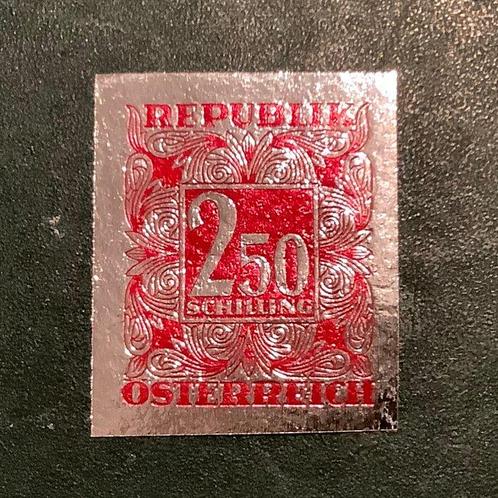 REPUBLIK
2 50
SCHILLING
ÖSTERREICH